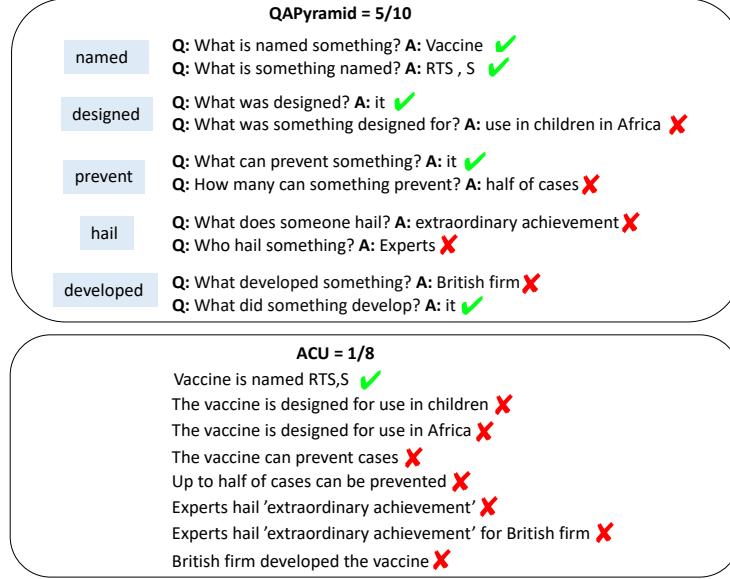 QAPyramid = 5/10
named
Q: What is named something? A: Vaccine ✔
Q: What is something named? A: RTS , S ✔
designed
Q: What was designed? A: it ✔
Q: What was something designed for? A: use in children in Africa ✘
prevent
Q: What can prevent something? A: it ✔
Q: How many can something prevent? A: half of cases ✘
hail
Q: What does someone hail? A: extraordinary achievement ✘
Q: Who hail something? A: Experts ✘
developed
Q: What developed something? A: British firm ✘
Q: What did something develop? A: it ✔
ACU = 1/8
Vaccine is named RTS,S ✔
The vaccine is designed for use in children ✘
The vaccine is designed for use in Africa ✘
The vaccine can prevent cases ✘
Up to half of cases can be prevented ✘
Experts hail ’extraordinary achievement’ ✘
Experts hail ’extraordinary achievement’ for British firm ✘
British firm developed the vaccine ✘